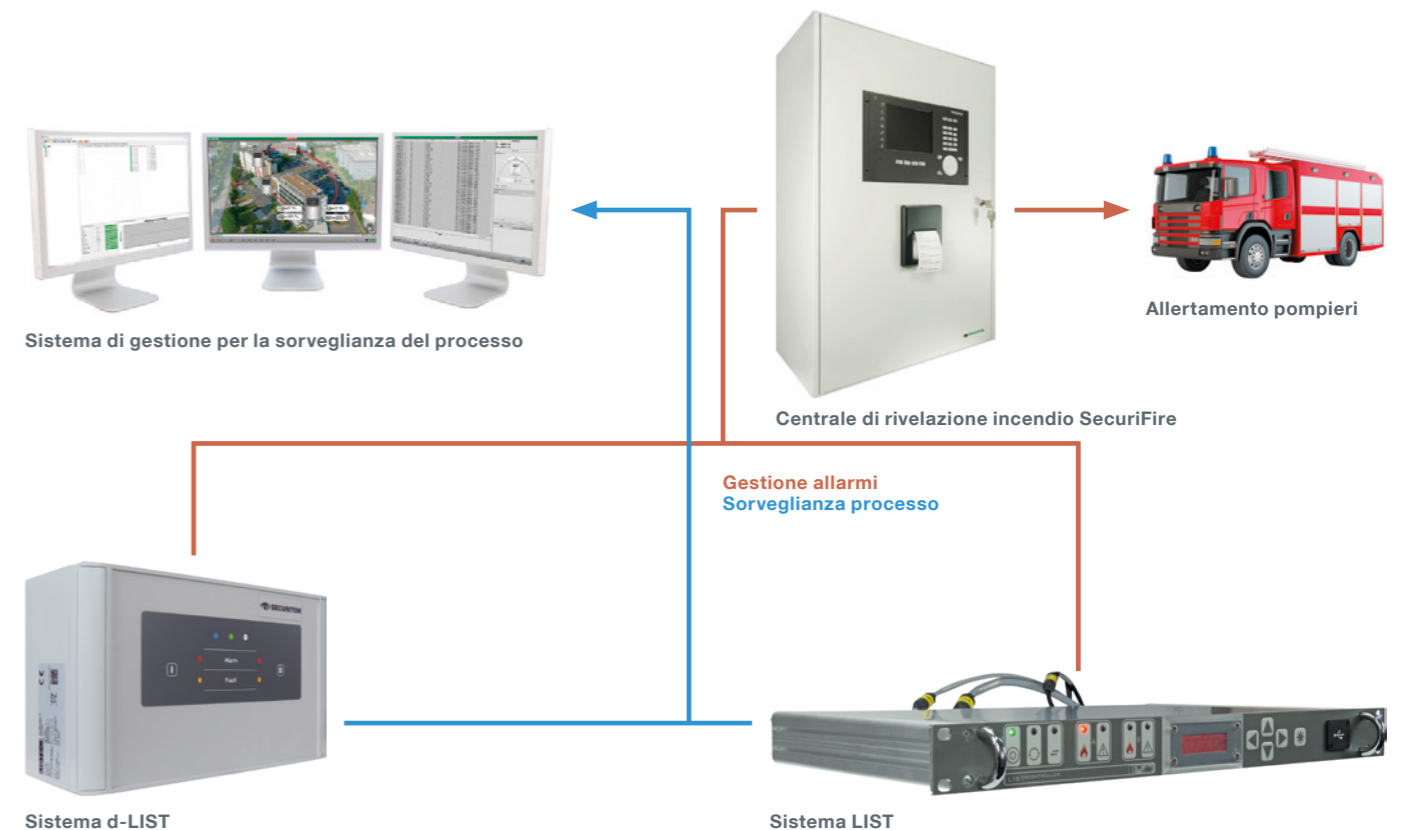 Sistema di gestione per la sorveglianza del processo
Allertamento pompieri
Centrale di rivelazione incendio SecuriFire
Gestione allarmi
Sorveglianza processo
SECURITON
Alarm
Fault
LISTCONTROLLER
Sistema d-LIST
Sistema LIST